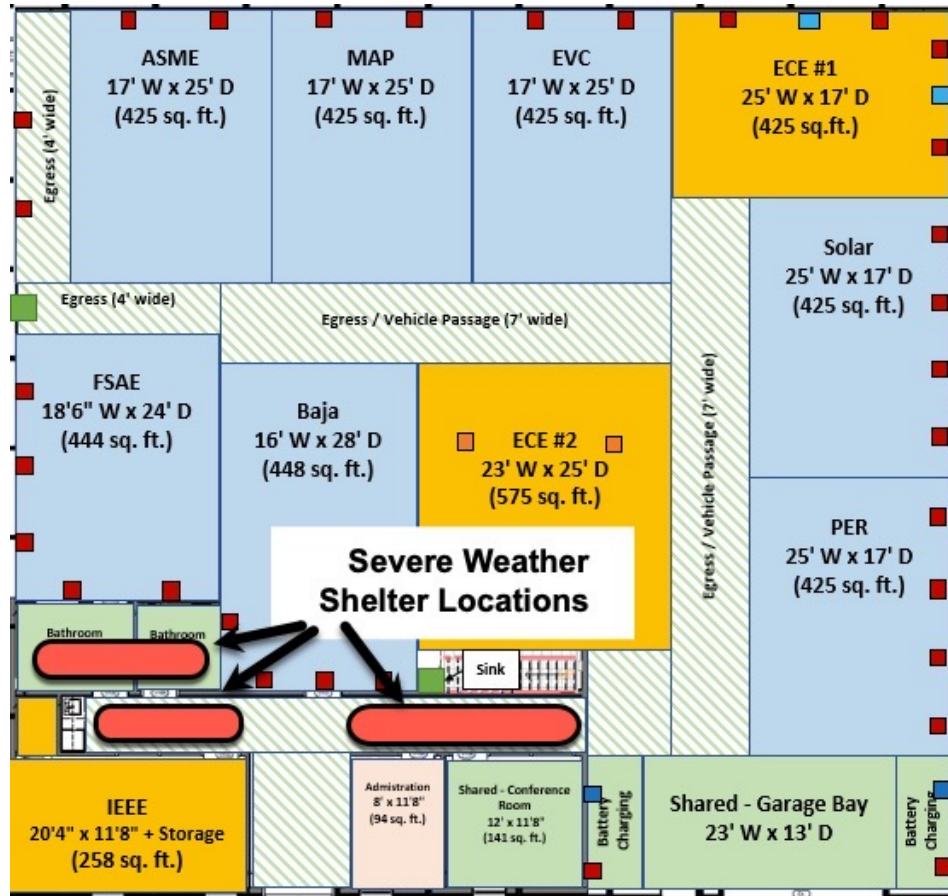 ASME
17' W x 25' D
(425 sq. ft.)
MAP
17' W x 25' D
(425 sq. ft.)
EVC
17' W x 25' D
(425 sq. ft.)
ECE #1
25' W x 17' D
(425 sq.ft.)
Egress (4' wide)
Solar
25' W x 17' D
(425 sq. ft.)
Egress (4' wide)
Egress / Vehicle Passage (7' wide)
Egress / Vehicle Passage (7' wide)
FSAE
18'6" W x 24' D
(444 sq. ft.)
Baja
16' W x 28' D
(448 sq. ft.)
ECE #2
23' W x 25' D
(575 sq. ft.)
PER
25' W x 17' D
(425 sq. ft.)
Severe Weather
Shelter Locations
Bathroom
Bathroom
Sink
IEEE
20'4" x 11'8" + Storage
(258 sq. ft.)
Admistration
8' x 11'8"
(94 sq. ft.)
Shared - Conference
Room
12' x 11'8"
(141 sq. ft.)
Battery
Charging
Shared - Garage Bay
23' W x 13' D
Battery
Charging